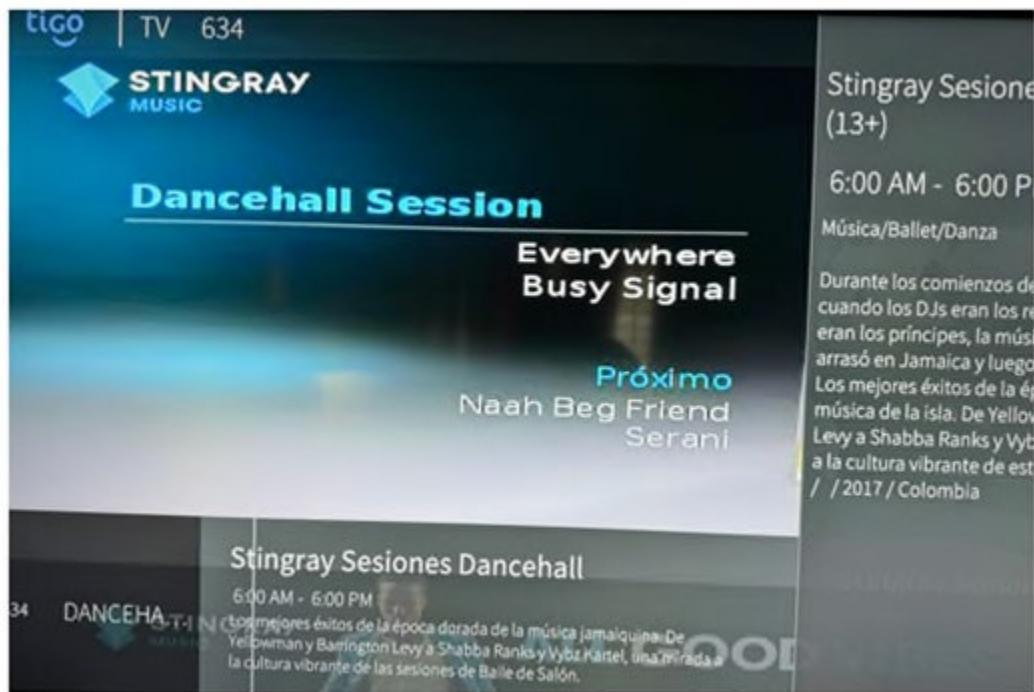 tigo | TV 634
STINGRAY
MUSIC
Dancehall Session
Everywhere
Busy Signal
Próximo
Naah Beg Friend
Serani
Stingray Sesione
(13+)
6:00 AM - 6:00 P
Música/Ballet/Danza
Durante los comienzos de
cuando los DJs eran los re
eran los príncipes, la músi
arrasó en Jamaica y luego
Los mejores éxitos de la ép
música de la isla. De Yellow
Levy a Shabba Ranks y Vyb
a la cultura vibrante de est
/ / 2017 / Colombia
Stingray Sesiones Dancehall
6:00 AM - 6:00 PM
34 DANCEHA...
Los mejores éxitos de la época dorada de la música jamaiquina. De
Yellowman y Barrington Levy a Shabba Ranks y Vybz Kartel, una mirada a
la cultura vibrante de las sesiones de Baile de Salón.
GOOD